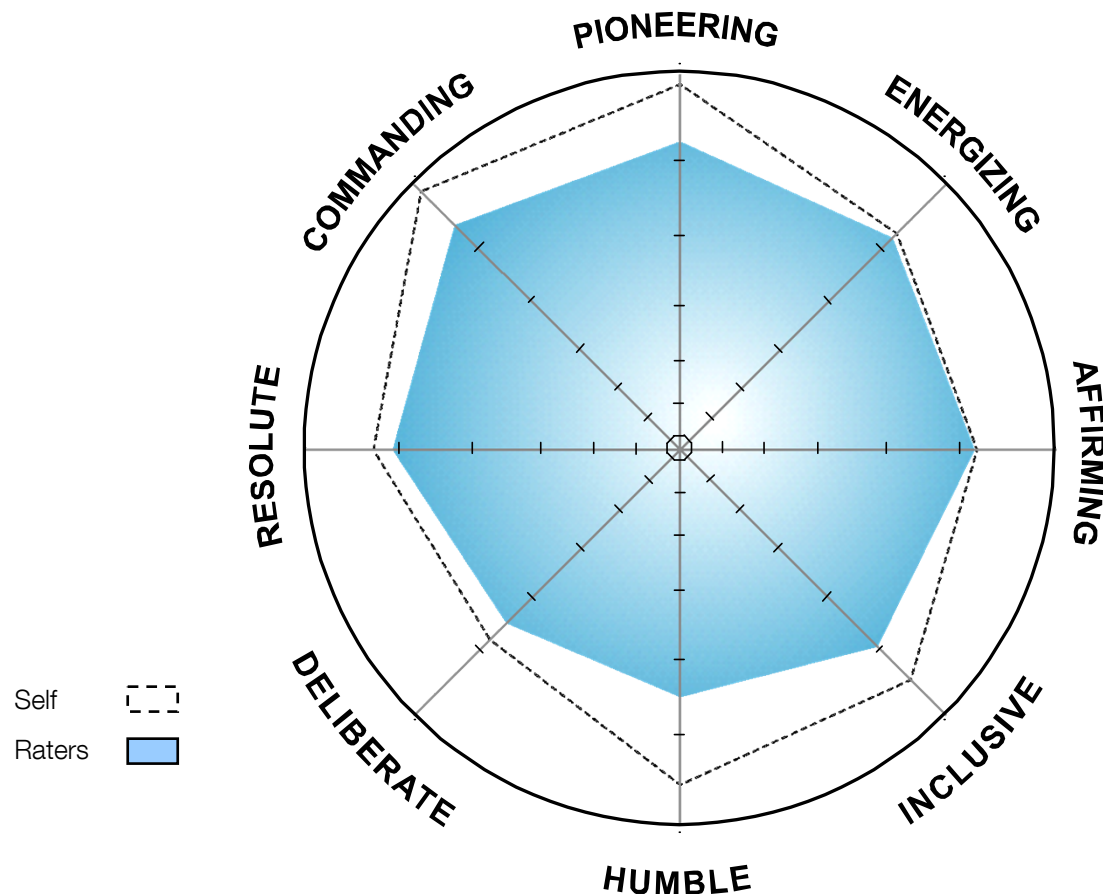 PIONEERING
ENERGIZING
AFFIRMING
INCLUSIVE
HUMBLE
DELIBERATE
RESOLUTE
COMMANDING
Self
Raters